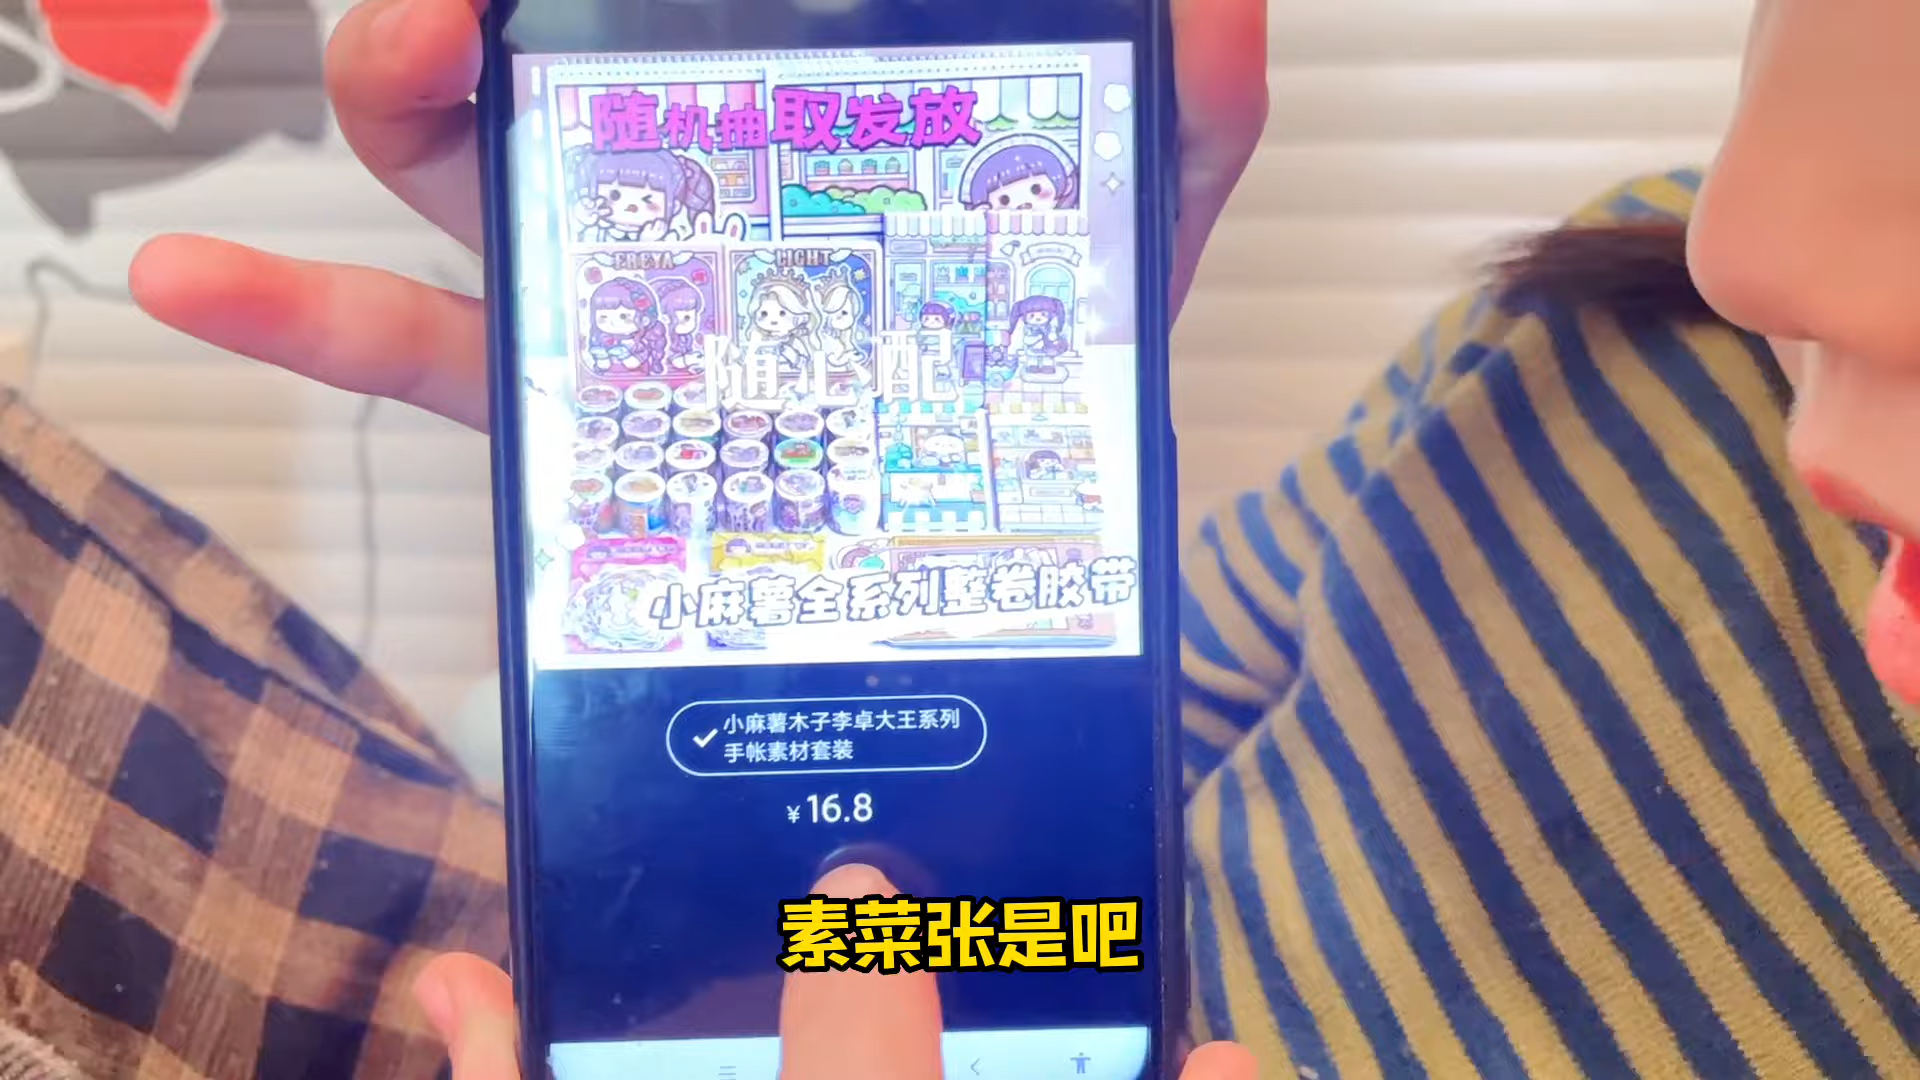 随机抽取发放
FREYA
LIGHT
随心配
小麻薯全系列整卷胶带
小麻薯木子李卓大王系列
手帐素材套装
¥16.8
素菜张是吧